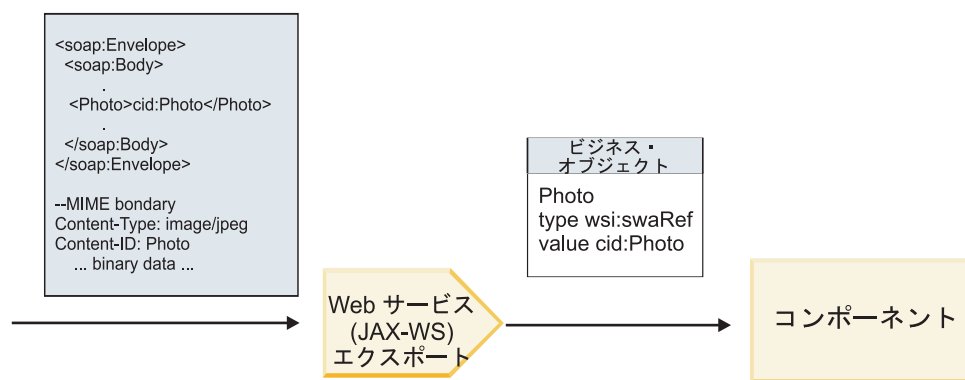 <soap:Envelope>
<soap:Body>
.
<Photo>cid:Photo</Photo>
.
</soap:Body>
</soap:Envelope>
--MIME bondary
Content-Type: image/jpeg
Content-ID: Photo
... binary data ...
Web サービス
(JAX-WS)
エクスポート
ビジネス・
オブジェクト
Photo
type wsi:swaRef
value cid:Photo
コンポーネント